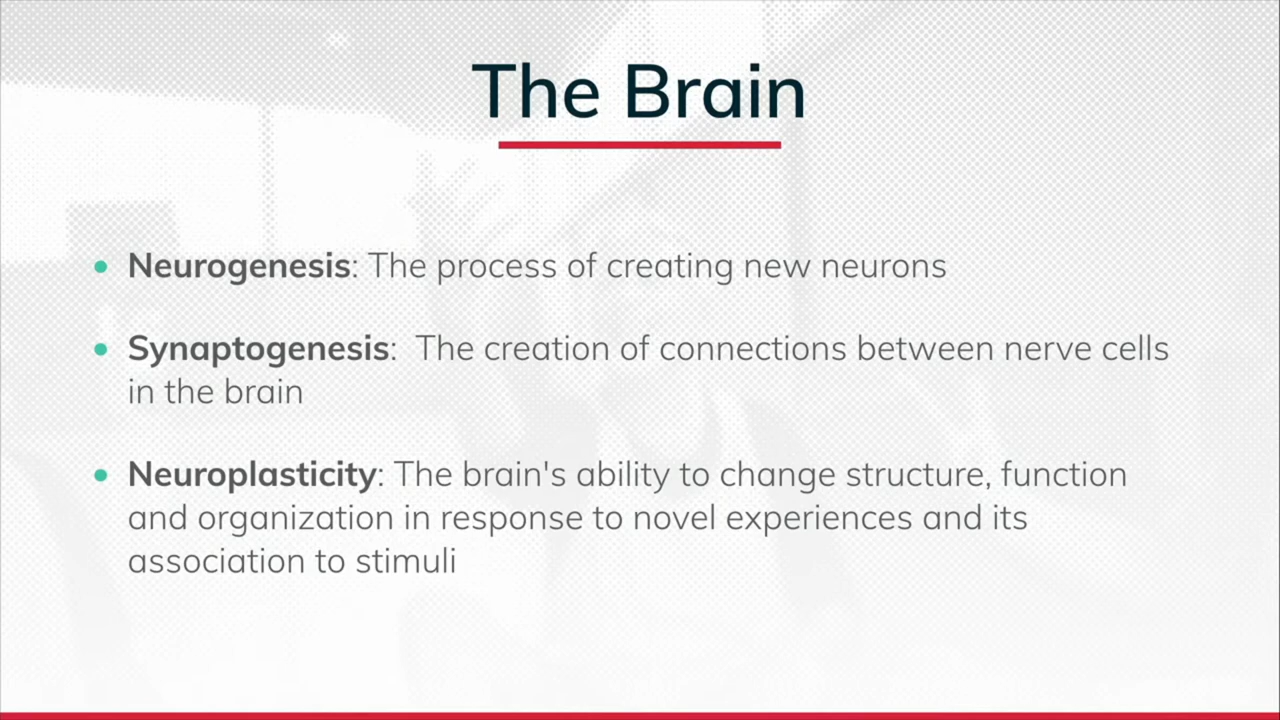 The Brain
• Neurogenesis: The process of creating new neurons
• Synaptogenesis:  The creation of connections between nerve cells
in the brain
• Neuroplasticity: The brain's ability to change structure, function
and organization in response to novel experiences and its
association to stimuli